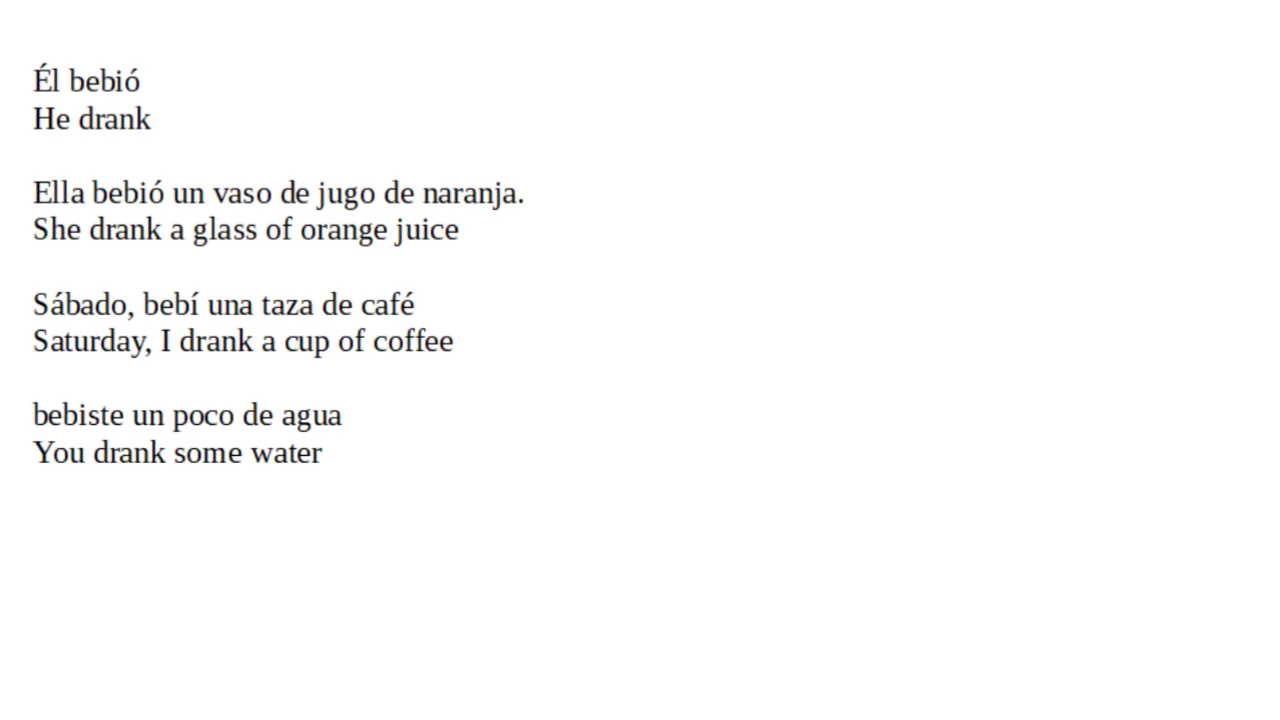 Él bebió
He drank
Ella bebió un vaso de jugo de naranja.
She drank a glass of orange juice
Sábado, bebí una taza de café
Saturday, I drank a cup of coffee
bebiste un poco de agua
You drank some water